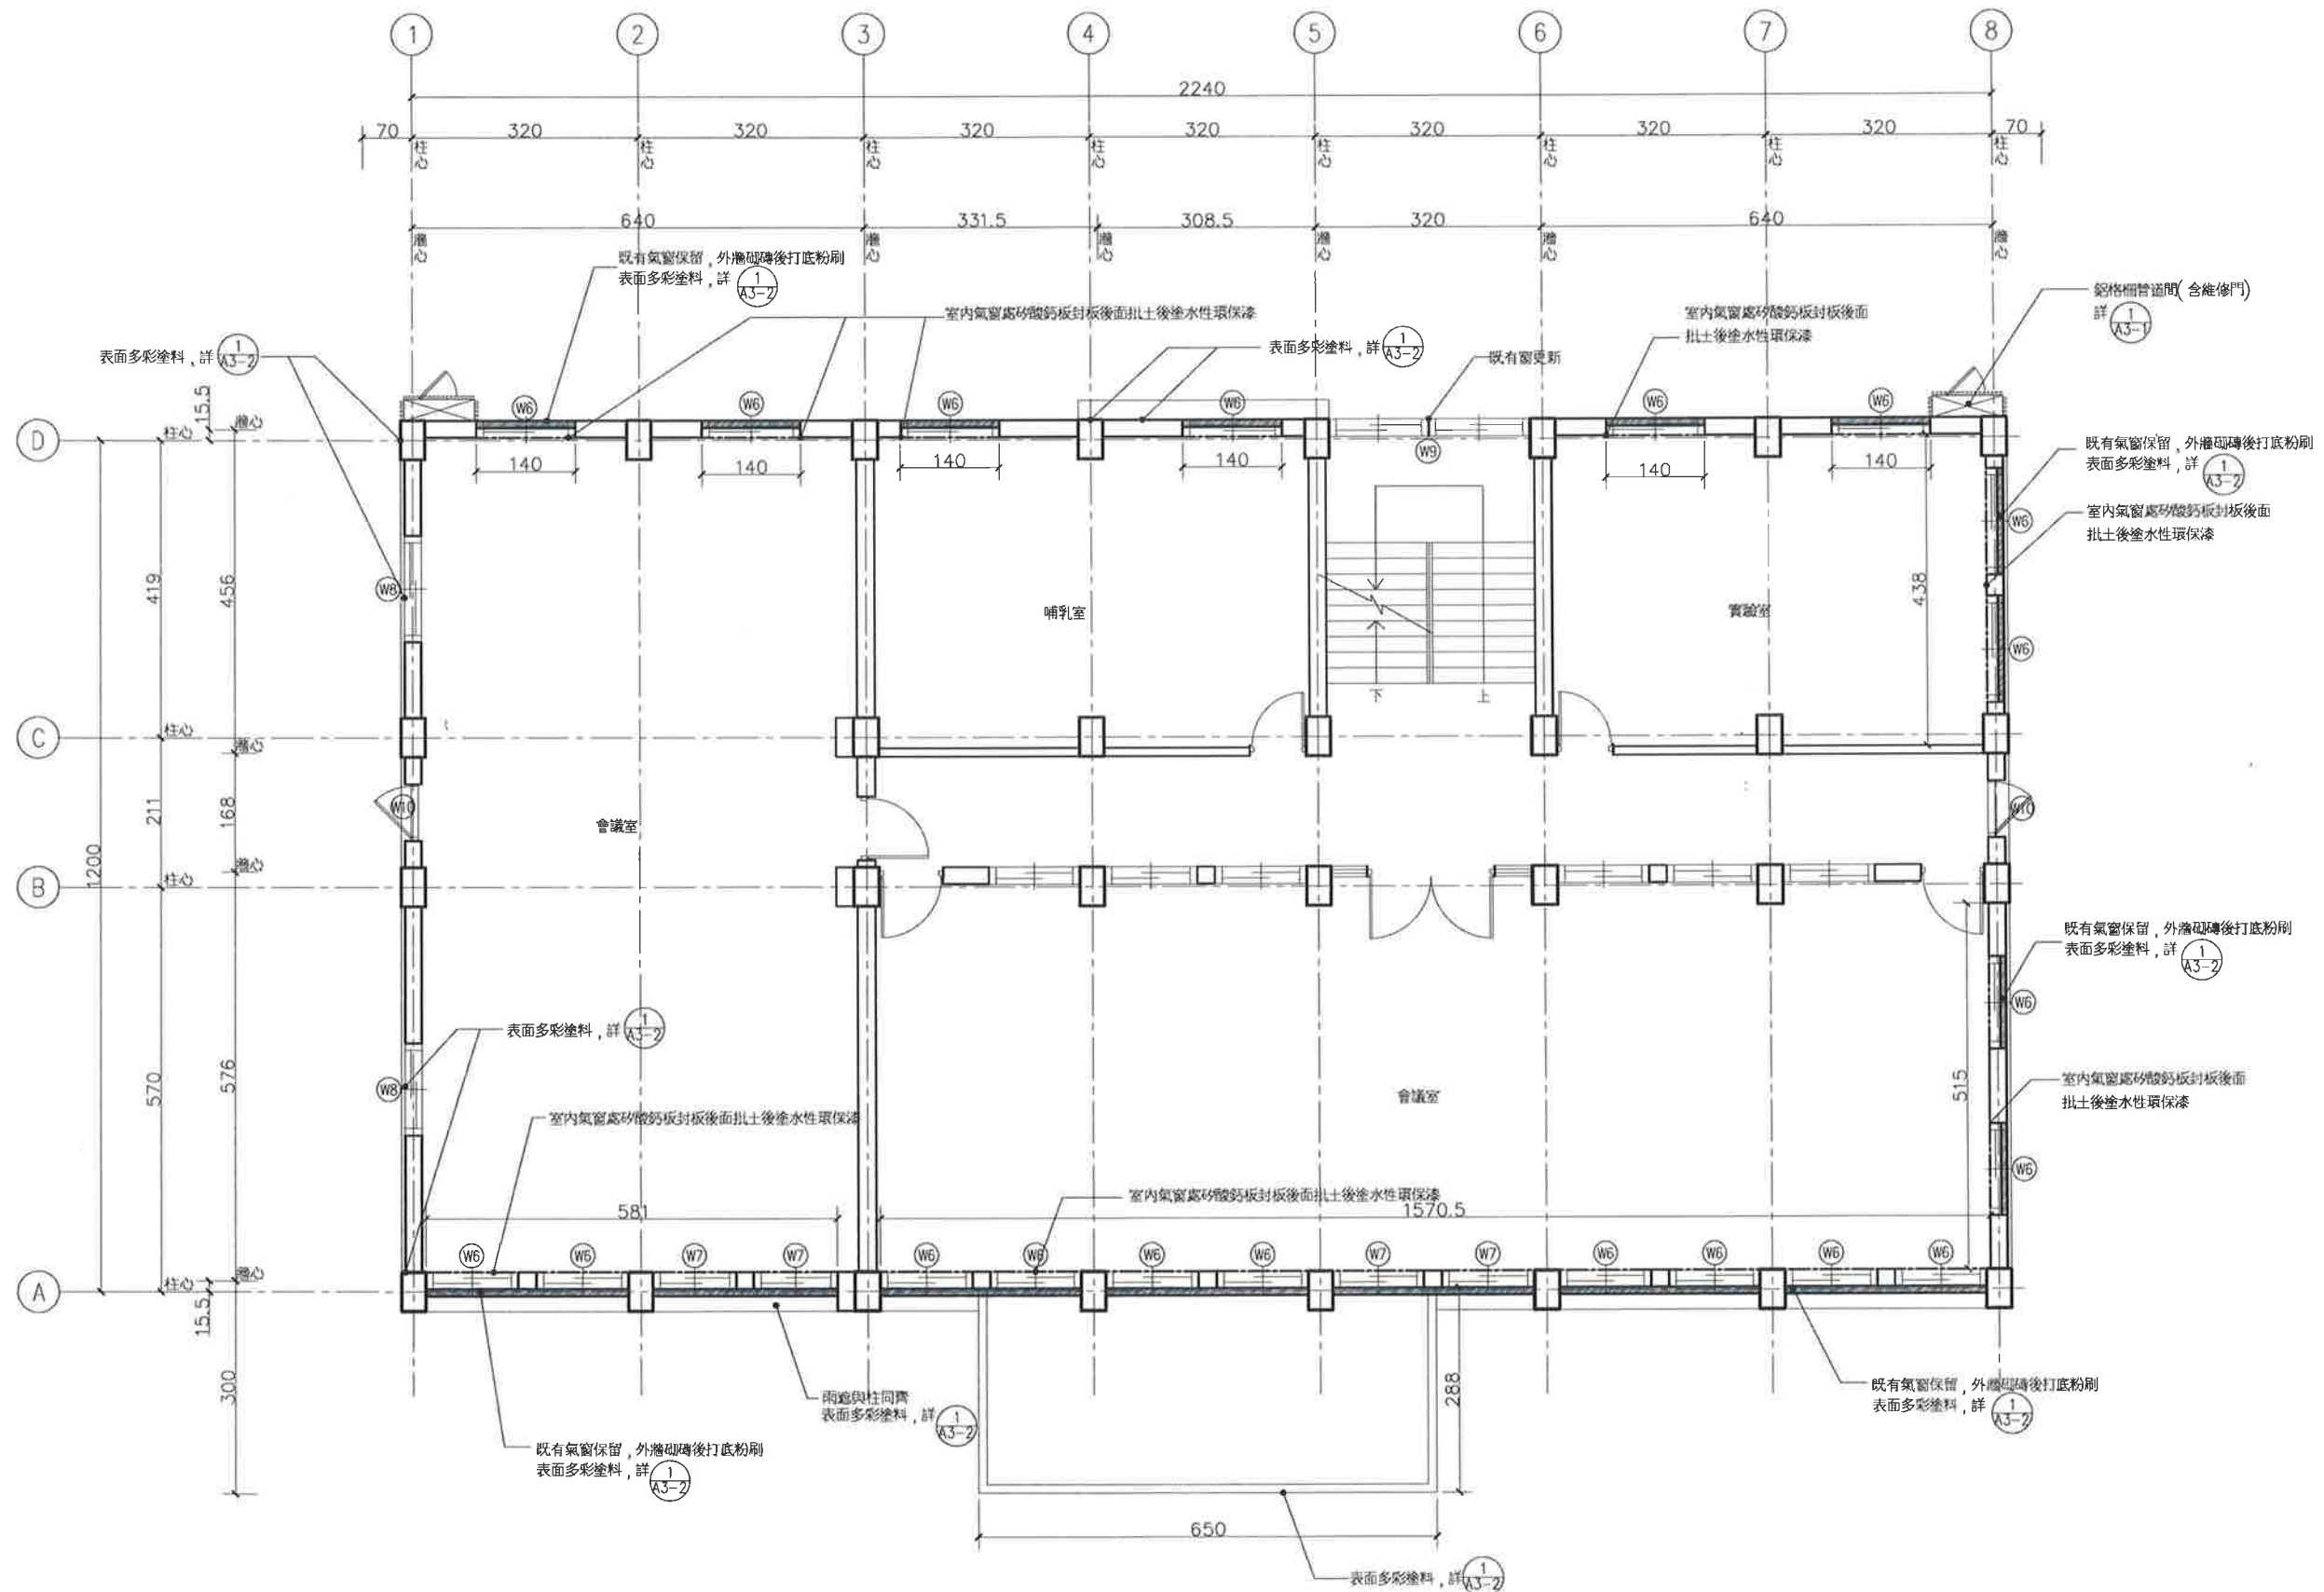 1 2 3 4 5 6 7 8
2240
70 320 320 320 320 320 320 320 70
柱心 柱心 柱心 柱心 柱心 柱心 柱心 柱心
640 331.5 308.5 320 640
牆心 牆心 牆心 牆心 牆心 牆心
既有氣窗保留，外牆砌磚後打底粉刷
表面多彩塗料，詳 1/A3-2
鋁格柵管道間(含維修門)
詳 1/A3-1
室內氣窗處矽酸鈣板封板後面批土後塗水性環保漆
室內氣窗處矽酸鈣板封板後面
批土後塗水性環保漆
表面多彩塗料，詳 1/A3-2
表面多彩塗料，詳 1/A3-2
既有窗更新
15.5
W6 W6 W6 W6 W6 W6
D 柱心 牆心
W9
140 140 140 140 140 140
既有氣窗保留，外牆砌磚後打底粉刷
表面多彩塗料，詳 1/A3-2
室內氣窗處矽酸鈣板封板後面
批土後塗水性環保漆
W6
419 456 W8
哺乳室
實驗室
438
W6
下 上
C 柱心 牆心
211 168 W10
會議室
W10
1200
B 柱心 牆心
既有氣窗保留，外牆砌磚後打底粉刷
表面多彩塗料，詳 1/A3-2
W6
表面多彩塗料，詳 1/A3-2
570 576 W8
會議室
515
室內氣窗處矽酸鈣板封板後面
批土後塗水性環保漆
室內氣窗處矽酸鈣板封板後面批土後塗水性環保漆
W6
室內氣窗處矽酸鈣板封板後面批土後塗水性環保漆
581 1570.5
W6 W6 W7 W7 W6 W6 W6 W6 W7 W7 W6 W6 W6 W6
A 柱心 牆心
15.5
300
288
雨遮與柱同齊
表面多彩塗料，詳 1/A3-2
既有氣窗保留，外牆砌磚後打底粉刷
表面多彩塗料，詳 1/A3-2
既有氣窗保留，外牆砌磚後打底粉刷
表面多彩塗料，詳 1/A3-2
650
表面多彩塗料，詳 1/A3-2